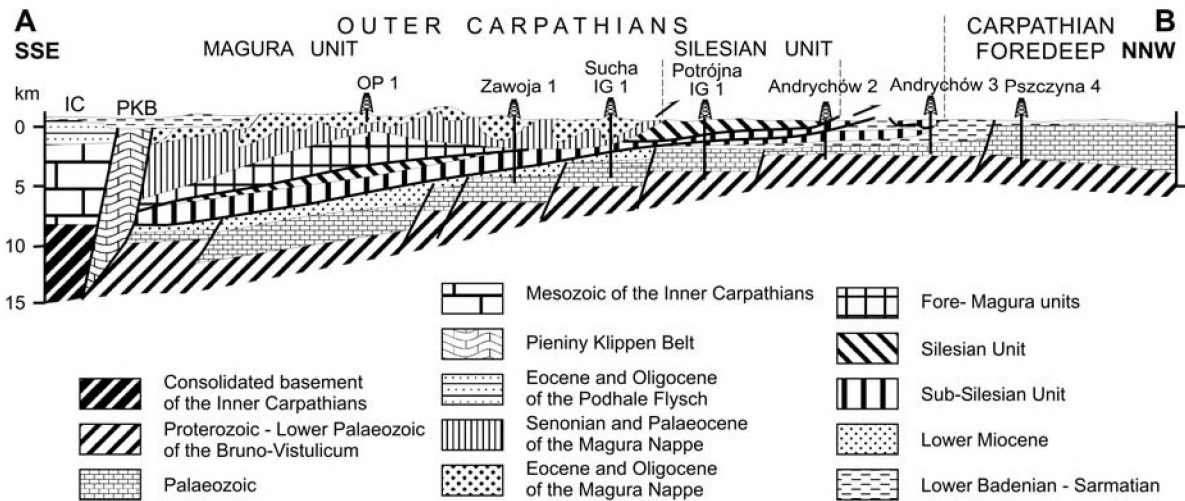 A
OUTER CARPATHIANS
B
SSE
MAGURA UNIT
SILESIAN UNIT
CARPATHIAN
FOREDEEP
NNW
km
IC
PKB
OP 1
Zawoja 1
Sucha
IG 1
Potrójna
IG 1
Andrychów 2
Andrychów 3
Pszczyna 4
0
0
5
5
10
15
Mesozoic of the Inner Carpathians
Pieniny Klippen Belt
Consolidated basement
of the Inner Carpathians
Proterozoic - Lower Palaeozoic
of the Bruno-Vistulicum
Palaeozoic
Eocene and Oligocene
of the Podhale Flysch
Senonian and Palaeocene
of the Magura Nappe
Eocene and Oligocene
of the Magura Nappe
Fore- Magura units
Silesian Unit
Sub-Silesian Unit
Lower Miocene
Lower Badenian - Sarmatian